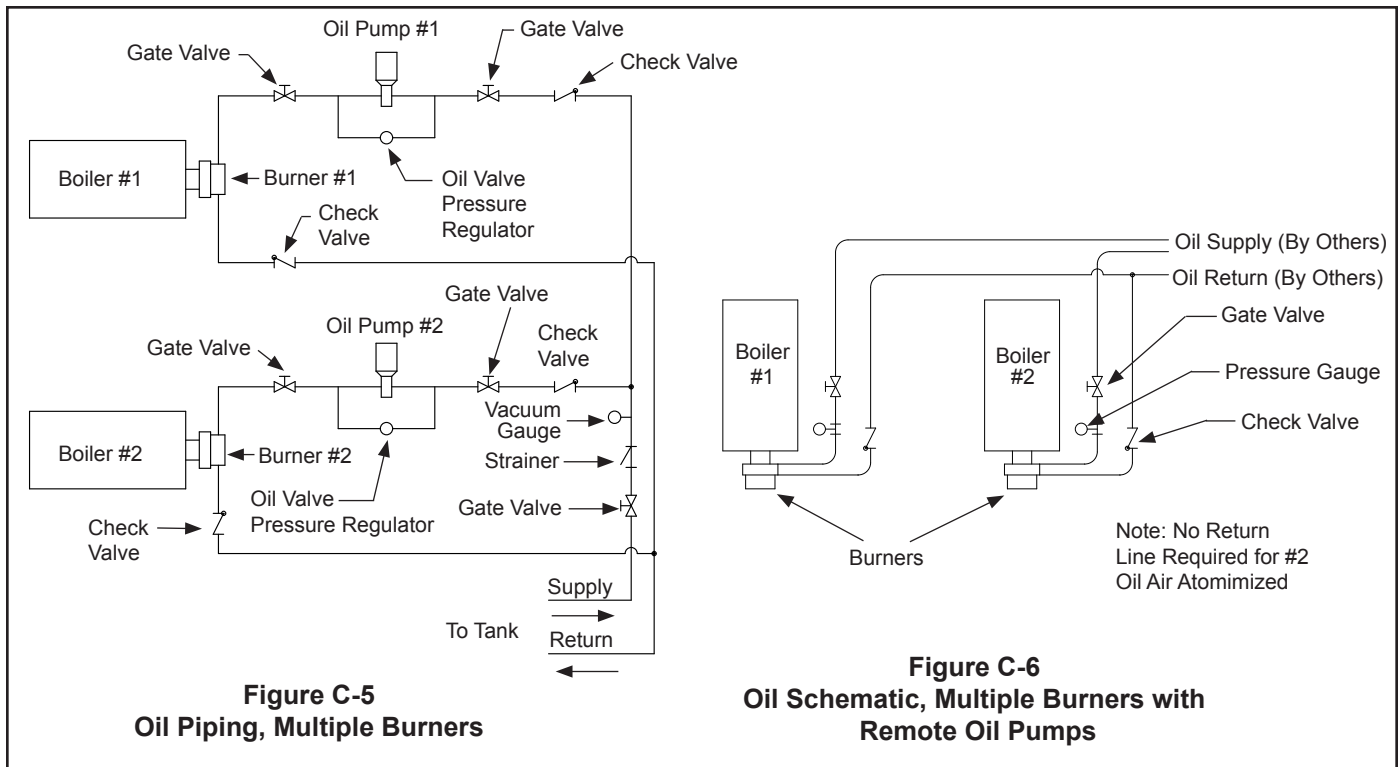 Oil Pump #1
Gate Valve
Gate Valve
Check Valve
Boiler #1
Burner #1
Oil Valve
Pressure
Regulator
Check
Valve
Gate Valve
Oil Pump #2
Check
Valve
Gate Valve
Vacuum
Gauge
Boiler #2
Burner #2
Strainer
Oil Valve
Pressure Regulator
Gate Valve
Check
Valve
Supply
To Tank
Return
Figure C-5
Oil Piping, Multiple Burners
Oil Supply (By Others)
Oil Return (By Others)
Gate Valve
Boiler
#1
Boiler
#2
Pressure Gauge
Check Valve
Burners
Note: No Return
Line Required for #2
Oil Air Atomimized
Figure C-6
Oil Schematic, Multiple Burners with
Remote Oil Pumps